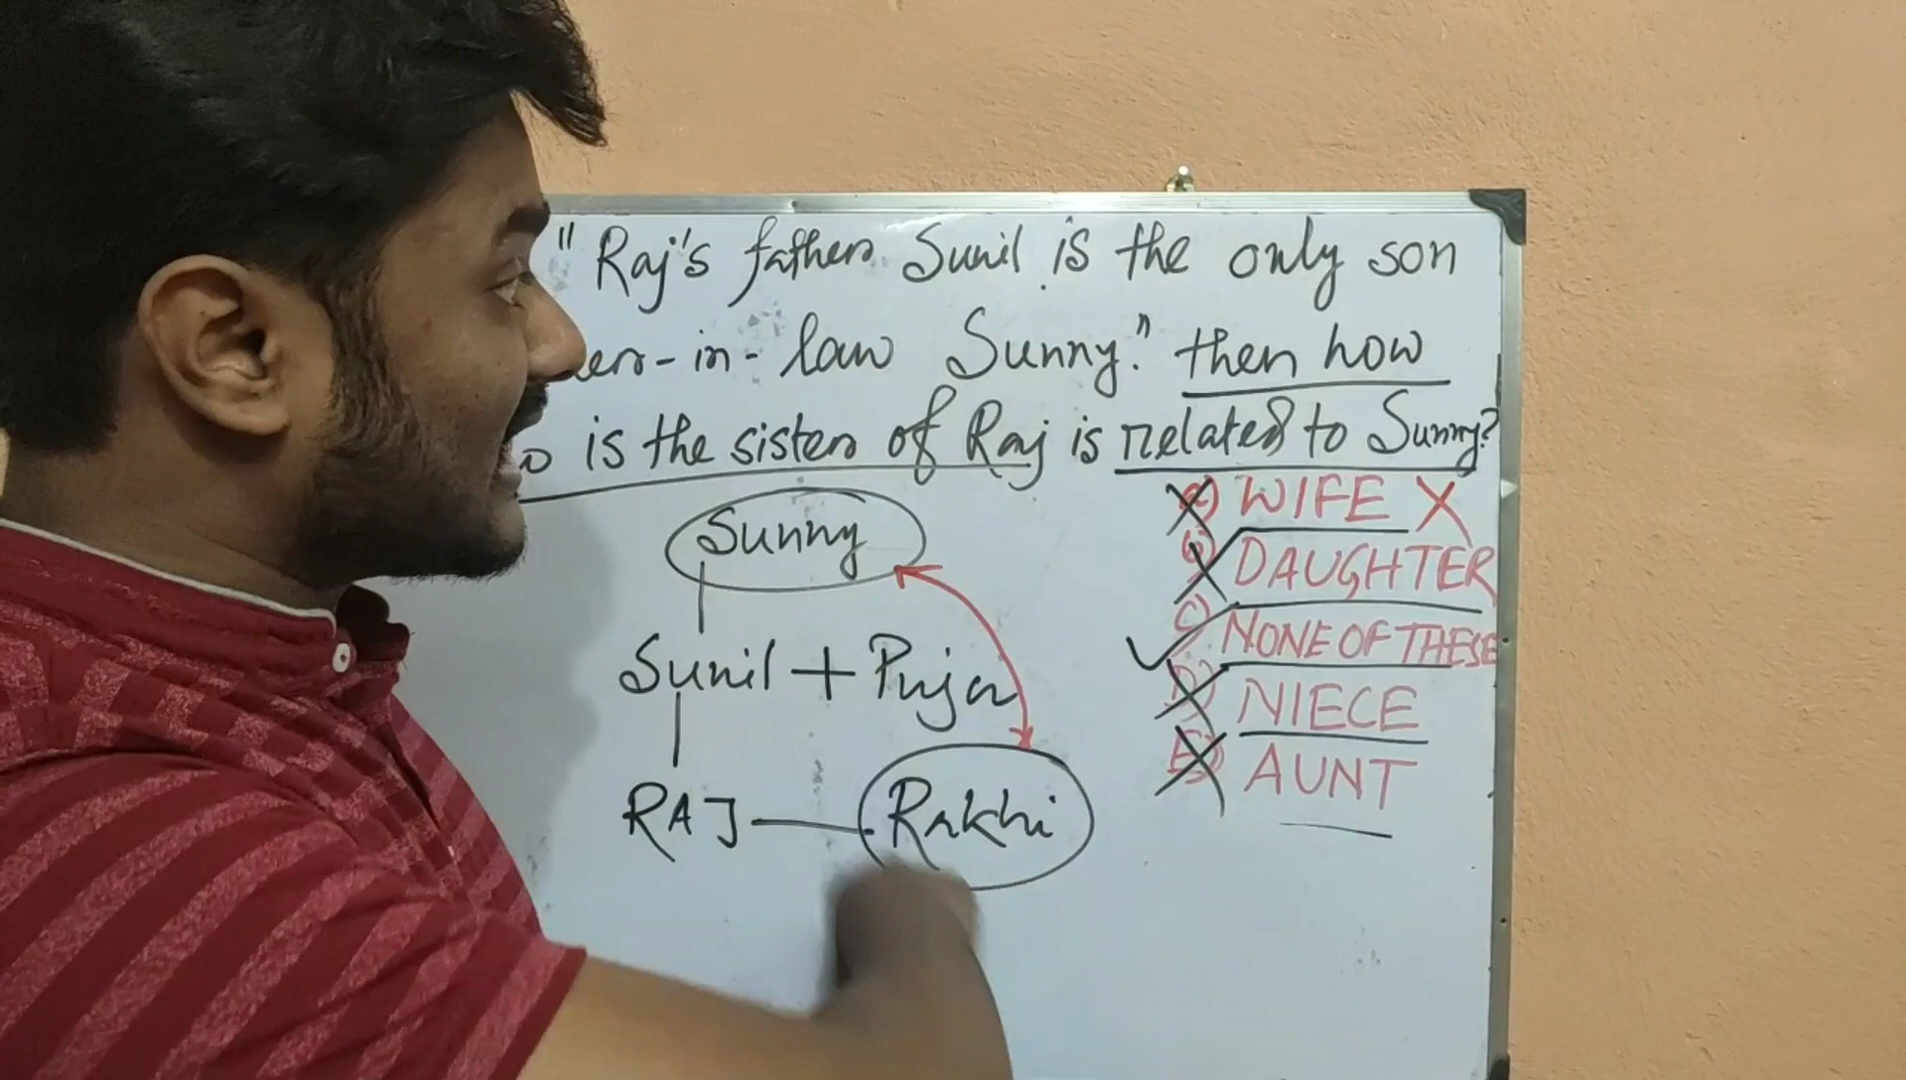 " Raj's father Sunil is the only son
er-in-law Sunny." then how
is the sister of Raj is related to Sunny?
Sunny
Sunil + Puja
RAJ Rakhi
A) WIFE X
B) DAUGHTER
C) NONE OF THESE
D) NIECE
E) AUNT